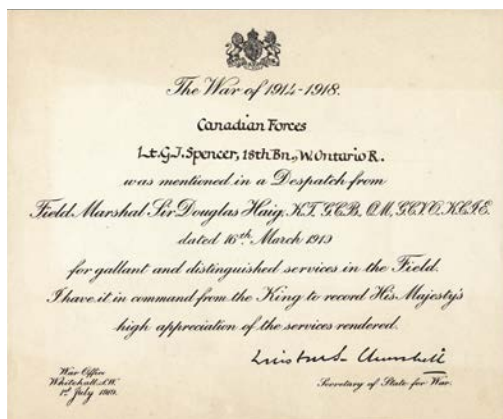 The War of 1914-1918.
Canadian Forces
Lt. G.J. Spencer, 18th Bn., W. Ontario R.
was mentioned in a Despatch from
Field Marshal Sir Douglas Haig, K.T. G.C.B. O.M. G.C.V.O. K.C.I.E.
dated 16th March 1919
for gallant and distinguished services in the Field.
I have it in command from the King to record His Majesty's
high appreciation of the services rendered.
Winston S. Churchill
War Office
Whitehall, S.W.
1st July 1919.
Secretary of State for War.